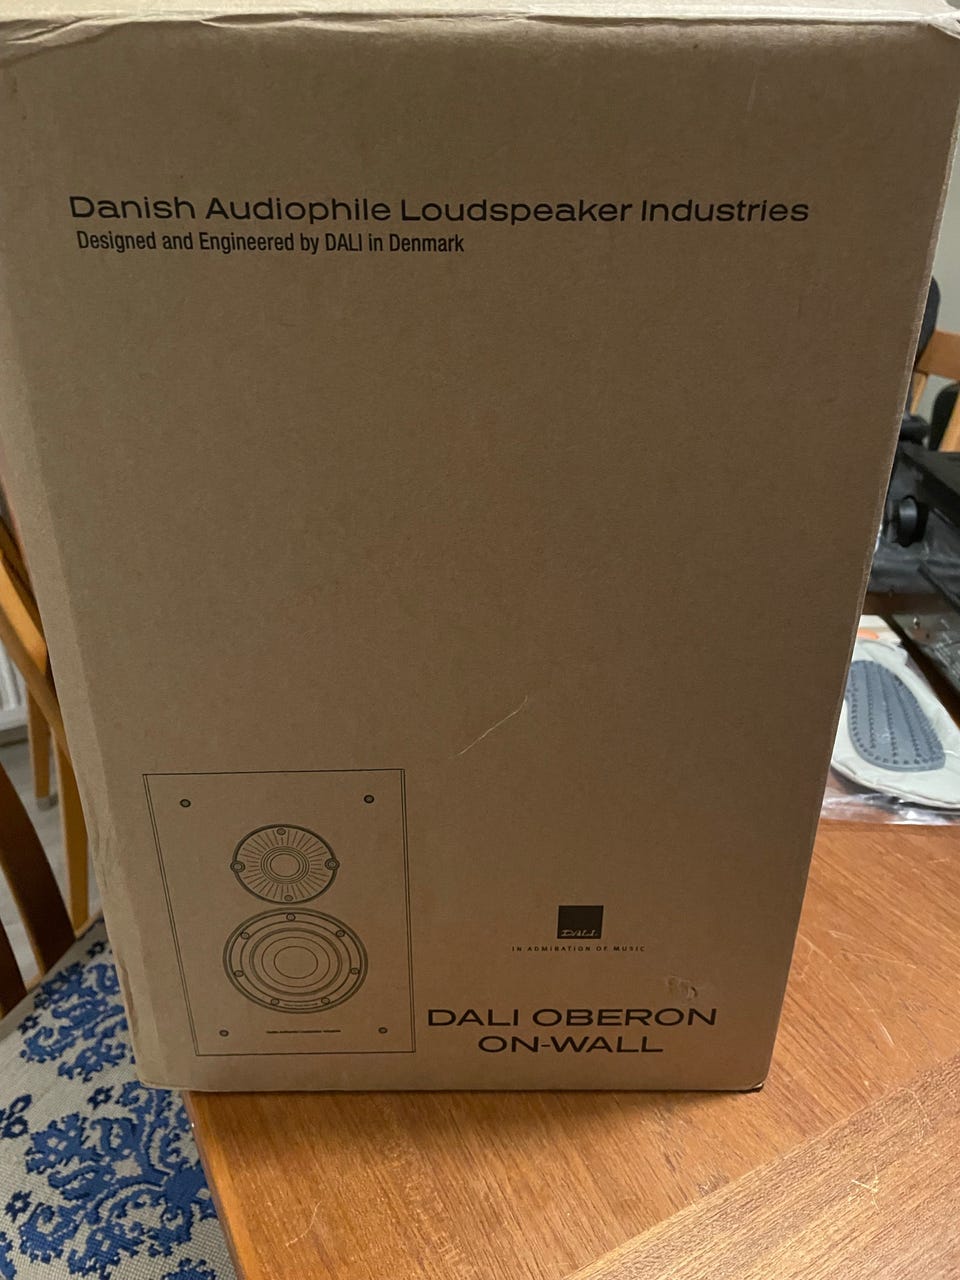 Danish Audiophile Loudspeaker Industries
Designed and Engineered by DALI in Denmark
DALI
IN ADMIRATION OF MUSIC
DALI OBERON
ON-WALL